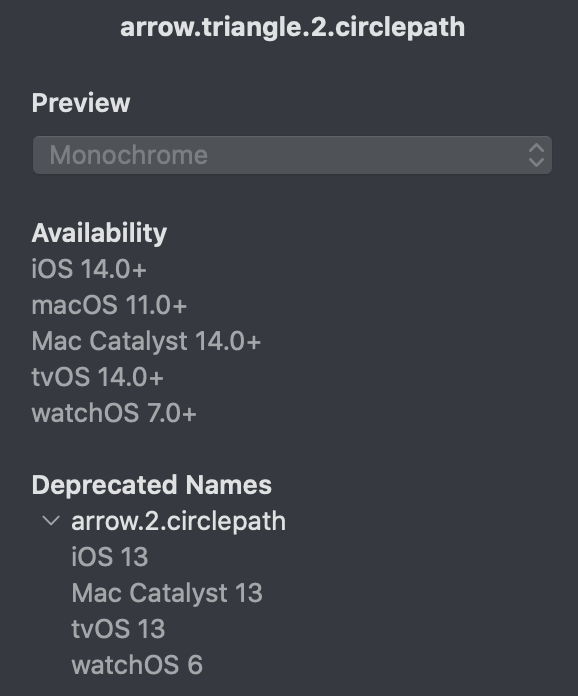 arrow.triangle.2.circlepath
Preview
Monochrome
Availability
iOS 14.0+
macOS 11.0+
Mac Catalyst 14.0+
tvOS 14.0+
watchOS 7.0+
Deprecated Names
arrow.2.circlepath
iOS 13
Mac Catalyst 13
tvOS 13
watchOS 6